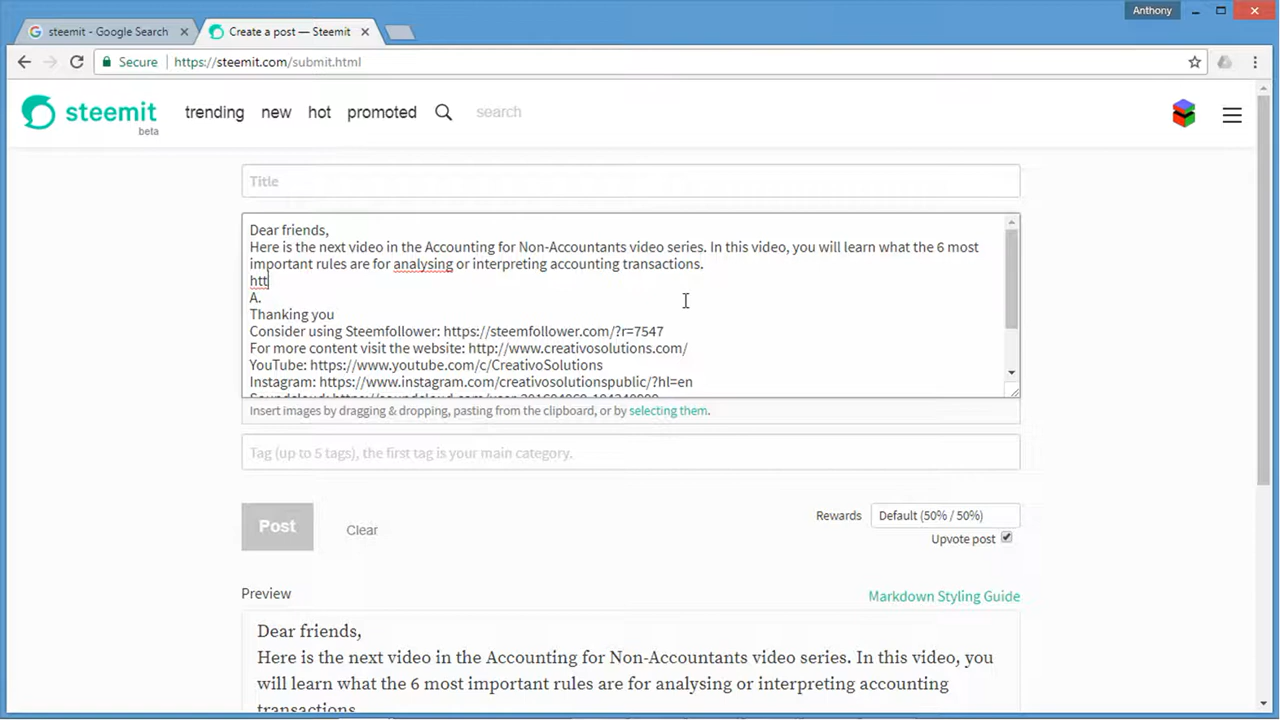 Anthony
steemit - Google Search
Create a post — Steemit
Secure https://steemit.com/submit.html
steemit
beta
trending new hot promoted search
Title
Dear friends,
Here is the next video in the Accounting for Non-Accountants video series. In this video, you will learn what the 6 most
important rules are for analysing or interpreting accounting transactions.
htt
A.
Thanking you
Consider using Steemfollower: https://steemfollower.com/?r=7547
For more content visit the website: http://www.creativosolutions.com/
YouTube: https://www.youtube.com/c/CreativoSolutions
Instagram: https://www.instagram.com/creativosolutionspublic/?hl=en
Insert images by dragging & dropping, pasting from the clipboard, or by selecting them.
Tag (up to 5 tags), the first tag is your main category.
Post Clear
Rewards Default (50% / 50%)
Upvote post
Preview
Markdown Styling Guide
Dear friends,
Here is the next video in the Accounting for Non-Accountants video series. In this video, you
will learn what the 6 most important rules are for analysing or interpreting accounting
transactions.